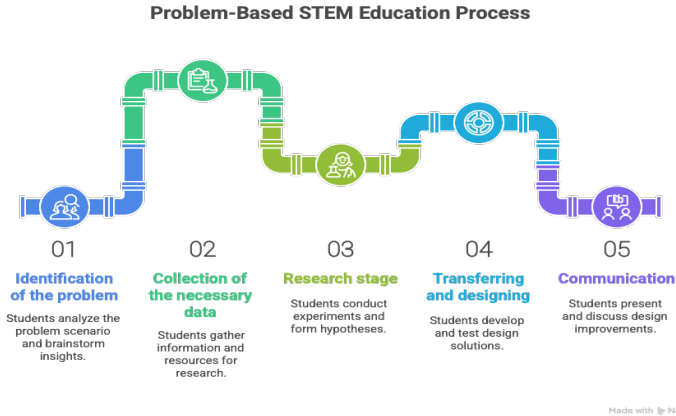 Problem-Based STEM Education Process
01
Identification
of the problem
Students analyze the
problem scenario
and brainstorm
insights.
02
Collection of
the necessary
data
Students gather
information and
resources for
research.
03
Research stage
Students conduct
experiments and
form hypotheses.
04
Transferring
and designing
Students develop
and test design
solutions.
05
Communication
Students present
and discuss design
improvements.
Made with